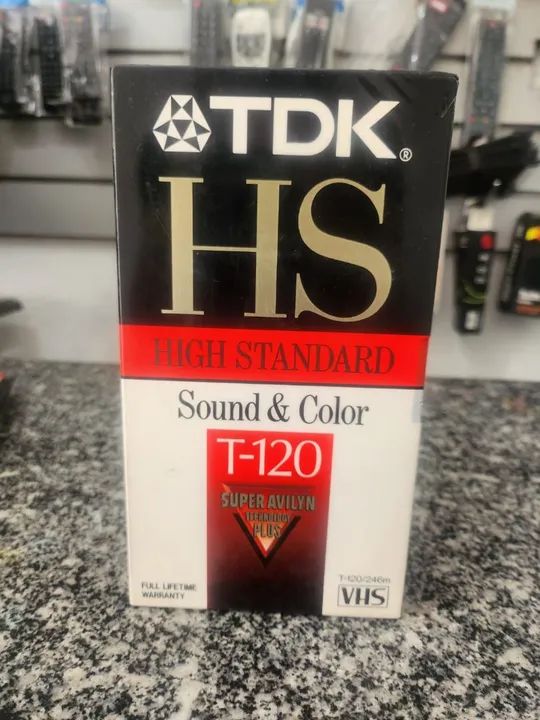 TDK®
HS
HIGH STANDARD
Sound & Color
T-120
SUPER AVILYN
TECHNOLOGY
PLUS
FULL LIFETIME
WARRANTY
T-120/246m
VHS